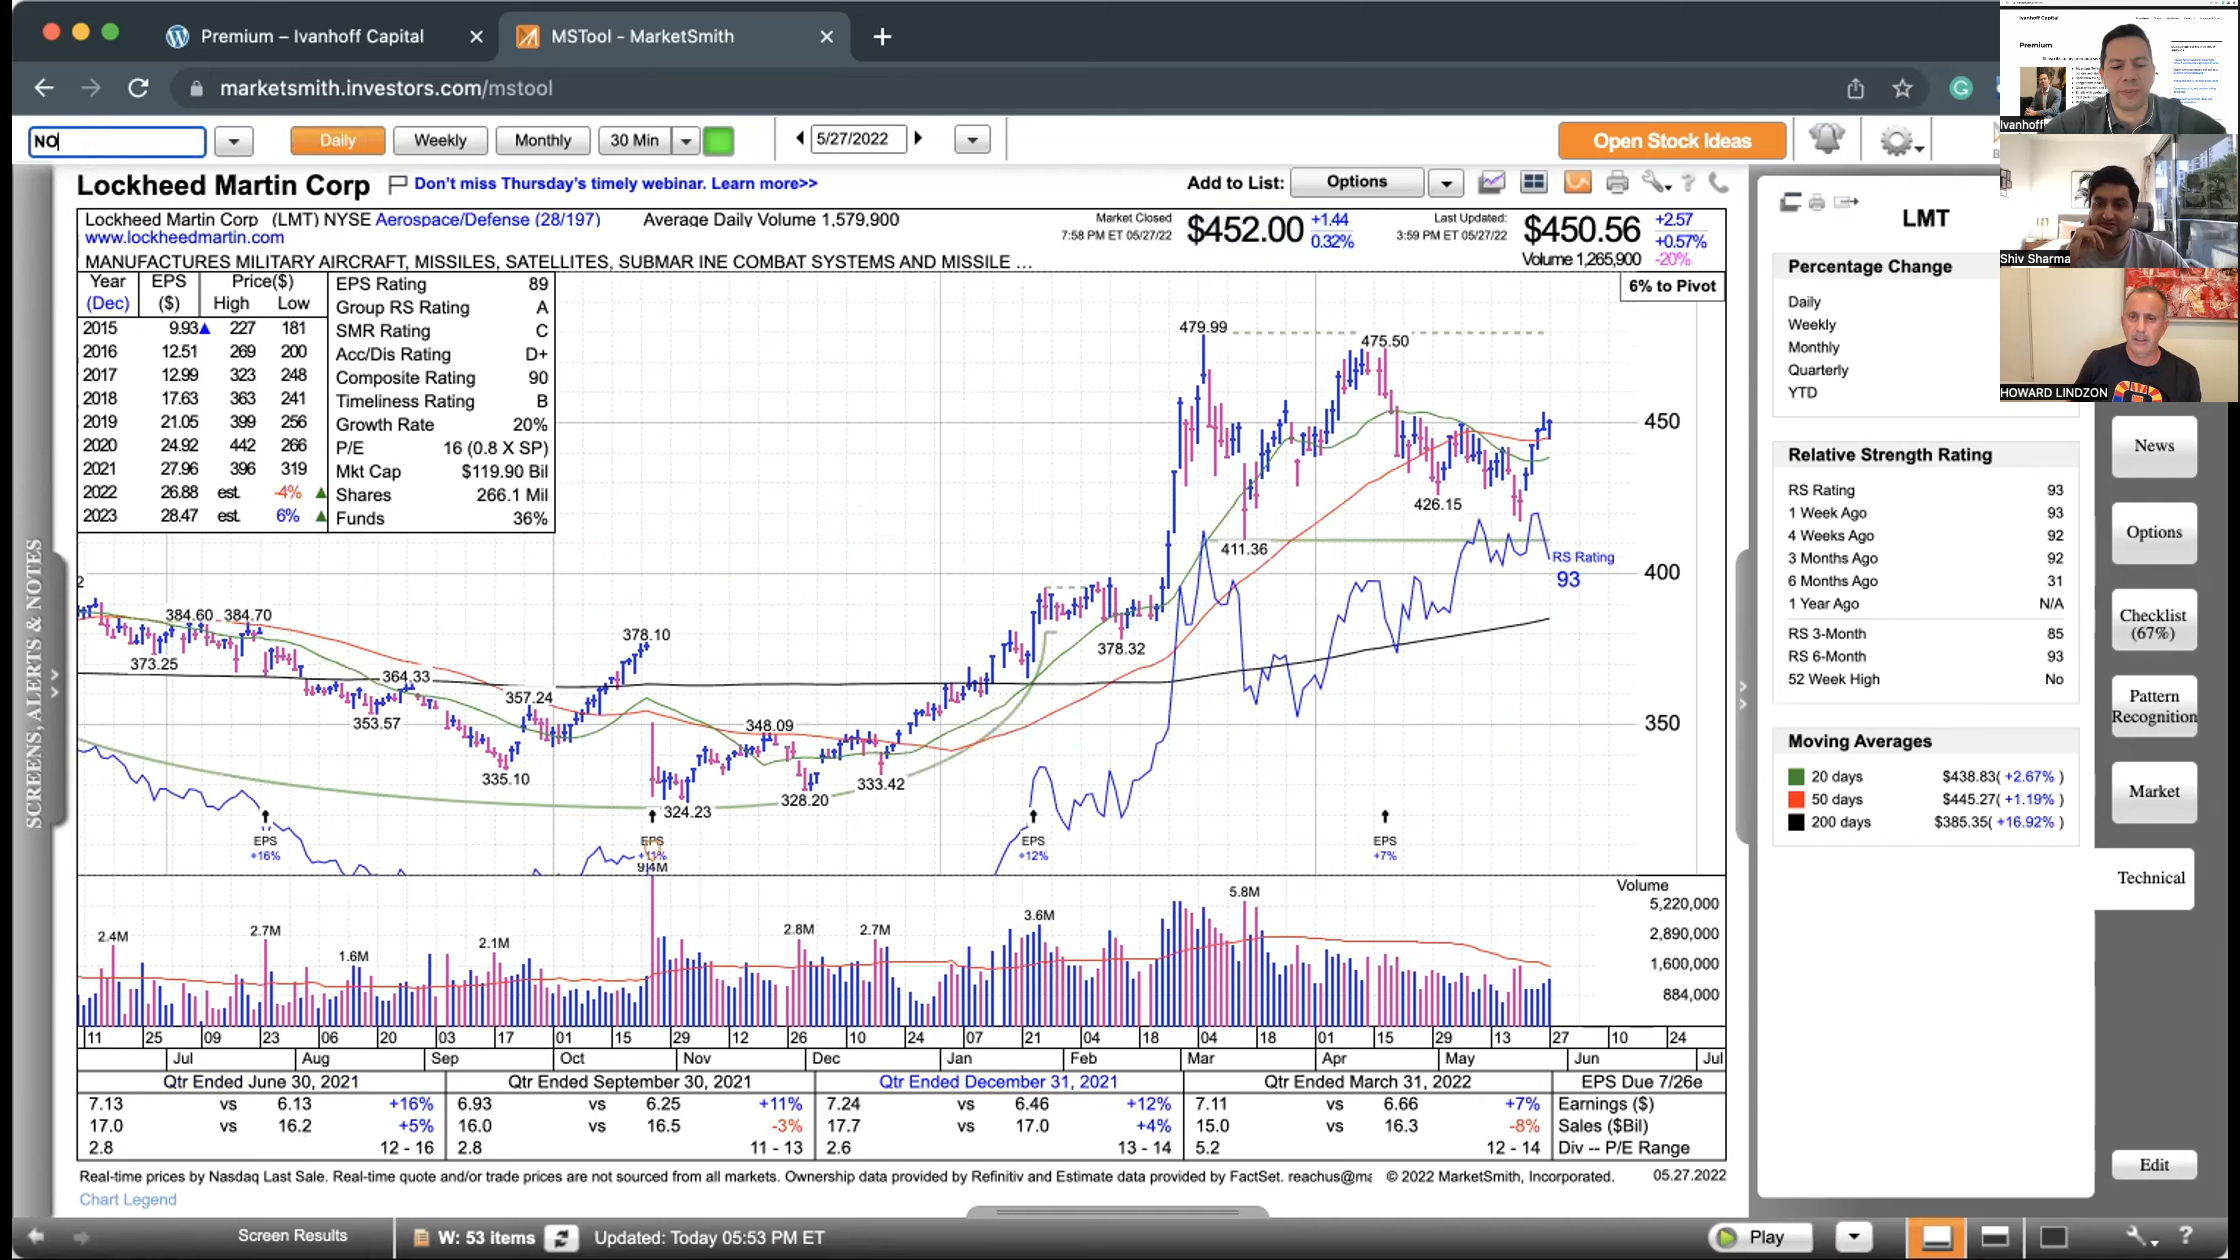 Premium – Ivanhoff Capital
MSTool - MarketSmith
marketsmith.investors.com/mstool
NO
Daily
Weekly
Monthly
30 Min
5/27/2022
Open Stock Ideas
Lockheed Martin Corp
Don't miss Thursday's timely webinar. Learn more>>
Add to List:
Options
Lockheed Martin Corp (LMT) NYSE Aerospace/Defense (28/197) Average Daily Volume 1,579,900
www.lockheedmartin.com
MANUFACTURES MILITARY AIRCRAFT, MISSILES, SATELLITES, SUBMAR INE COMBAT SYSTEMS AND MISSILE ...
Market Closed
7:58 PM ET 05/27/22
$452.00
+1.44
0.32%
Last Updated:
3:59 PM ET 05/27/22
$450.56
+2.57
+0.57%
Volume 1,265,900 -20%
6% to Pivot
Year EPS Price($)
(Dec) ($) High Low
2015 9.93 227 181
2016 12.51 269 200
2017 12.99 323 248
2018 17.63 363 241
2019 21.05 399 256
2020 24.92 442 266
2021 27.96 396 319
2022 26.88 est. -4%
2023 28.47 est. 6%
EPS Rating 89
Group RS Rating A
SMR Rating C
Acc/Dis Rating D+
Composite Rating 90
Timeliness Rating B
Growth Rate 20%
P/E 16 (0.8 X SP)
Mkt Cap $119.90 Bil
Shares 266.1 Mil
Funds 36%
479.99
475.50
450
426.15
411.36
RS Rating
93
400
2
384.60 384.70
378.10
373.25
378.32
364.33
357.24
353.57
350
348.09
335.10
333.42
328.20
324.23
EPS
+16%
EPS
+11%
EPS
+12%
EPS
+7%
9.4M
Volume
5,220,000
2,890,000
1,600,000
884,000
2.4M
2.7M
1.6M
2.1M
2.8M
2.7M
3.6M
5.8M
11 25 09 23 06 20 03 17 01 15 29 12 26 10 24 07 21 04 18 04 18 01 15 29 13 27 10 24
Jul Aug Sep Oct Nov Dec Jan Feb Mar Apr May Jun Jul
Qtr Ended June 30, 2021
7.13 vs 6.13 +16%
17.0 vs 16.2 +5%
2.8 12 - 16
Qtr Ended September 30, 2021
6.93 vs 6.25 +11%
16.0 vs 16.5 -3%
2.8 11 - 13
Qtr Ended December 31, 2021
7.24 vs 6.46 +12%
17.7 vs 17.0 +4%
2.6 13 - 14
Qtr Ended March 31, 2022
7.11 vs 6.66 +7%
15.0 vs 16.3 -8%
5.2 12 - 14
EPS Due 7/26e
Earnings ($)
Sales ($Bil)
Div -- P/E Range
Real-time prices by Nasdaq Last Sale. Real-time quote and/or trade prices are not sourced from all markets. Ownership data provided by Refinitiv and Estimate data provided by FactSet. reachus@ma © 2022 MarketSmith, Incorporated. 05.27.2022
Chart Legend
SCREENS, ALERTS & NOTES
LMT
Percentage Change
Daily
Weekly
Monthly
Quarterly
YTD
Relative Strength Rating
RS Rating 93
1 Week Ago 93
4 Weeks Ago 92
3 Months Ago 92
6 Months Ago 31
1 Year Ago N/A
RS 3-Month 85
RS 6-Month 93
52 Week High No
Moving Averages
20 days $438.83( +2.67% )
50 days $445.27( +1.19% )
200 days $385.35( +16.92% )
News
Options
Checklist
(67%)
Pattern
Recognition
Market
Technical
Edit
Ivanhoff Capital
Premium
Ivanhoff
Shiv Sharma
HOWARD LINDZON
Screen Results
W: 53 items
Updated: Today 05:53 PM ET
Play